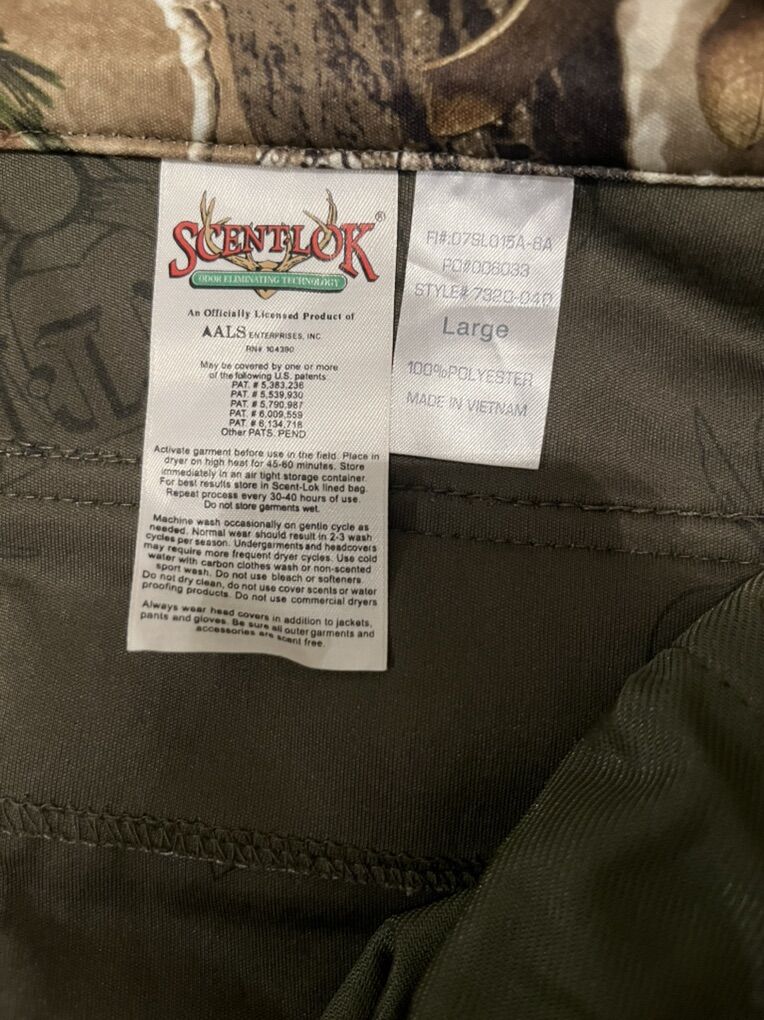 SCENT-LOK®
ODOR ELIMINATING TECHNOLOGY
An Officially Licensed Product of
ALS ENTERPRISES, INC.
RN# 104390
May be covered by one or more
of the following U.S. patents:
PAT. # 5,383,236
PAT. # 5,539,930
PAT. # 5,790,987
PAT. # 6,009,559
PAT. # 6,134,718
Other PATS. PEND
Activate garment before use in the field. Place in
dryer on high heat for 45-60 minutes. Store
immediately in an air tight storage container.
For best results store in Scent-Lok lined bag.
Repeat process every 30-40 hours of use.
Do not store garments wet.
Machine wash occasionally on gentle cycle as
needed. Normal wear should result in 2-3 wash
cycles per season. Undergarments and headcovers
may require more frequent dryer cycles. Use cold
water with carbon clothes wash or non-scented
sport wash. Do not use bleach or softeners.
Do not dry clean, do not use cover scents or water
proofing products. Do not use commercial dryers
Always wear head covers in addition to jackets,
pants and gloves. Be sure all outer garments and
accessories are scent free.
FI#:079L015A-8A
PO#006033
STYLE# 7320-040
Large
100%POLYESTER
MADE IN VIETNAM